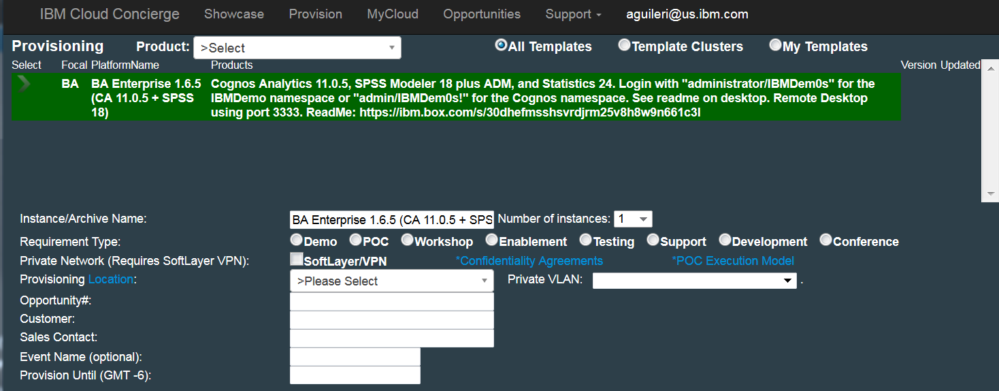 IBM Cloud Concierge Showcase Provision MyCloud Opportunities Support aguileri@us.ibm.com
Provisioning Product: >Select All Templates Template Clusters My Templates
Select Focal PlatformName Products Version Updated
BA BA Enterprise 1.6.5 Cognos Analytics 11.0.5, SPSS Modeler 18 plus ADM, and Statistics 24. Login with "administrator/IBMDem0s" for the
(CA 11.0.5 + SPSS IBMDemo namespace or "admin/IBMDem0s!" for the Cognos namespace. See readme on desktop. Remote Desktop
18) using port 3333. ReadMe: https://ibm.box.com/s/30dhefmsshsvrdjrm25v8h8w9n661c3l
Instance/Archive Name: BA Enterprise 1.6.5 (CA 11.0.5 + SPS Number of instances: 1
Requirement Type: Demo POC Workshop Enablement Testing Support Development Conference
Private Network (Requires SoftLayer VPN): SoftLayer/VPN *Confidentiality Agreements *POC Execution Model
Provisioning Location: >Please Select Private VLAN: .
Opportunity#:
Customer:
Sales Contact:
Event Name (optional):
Provision Until (GMT -6):